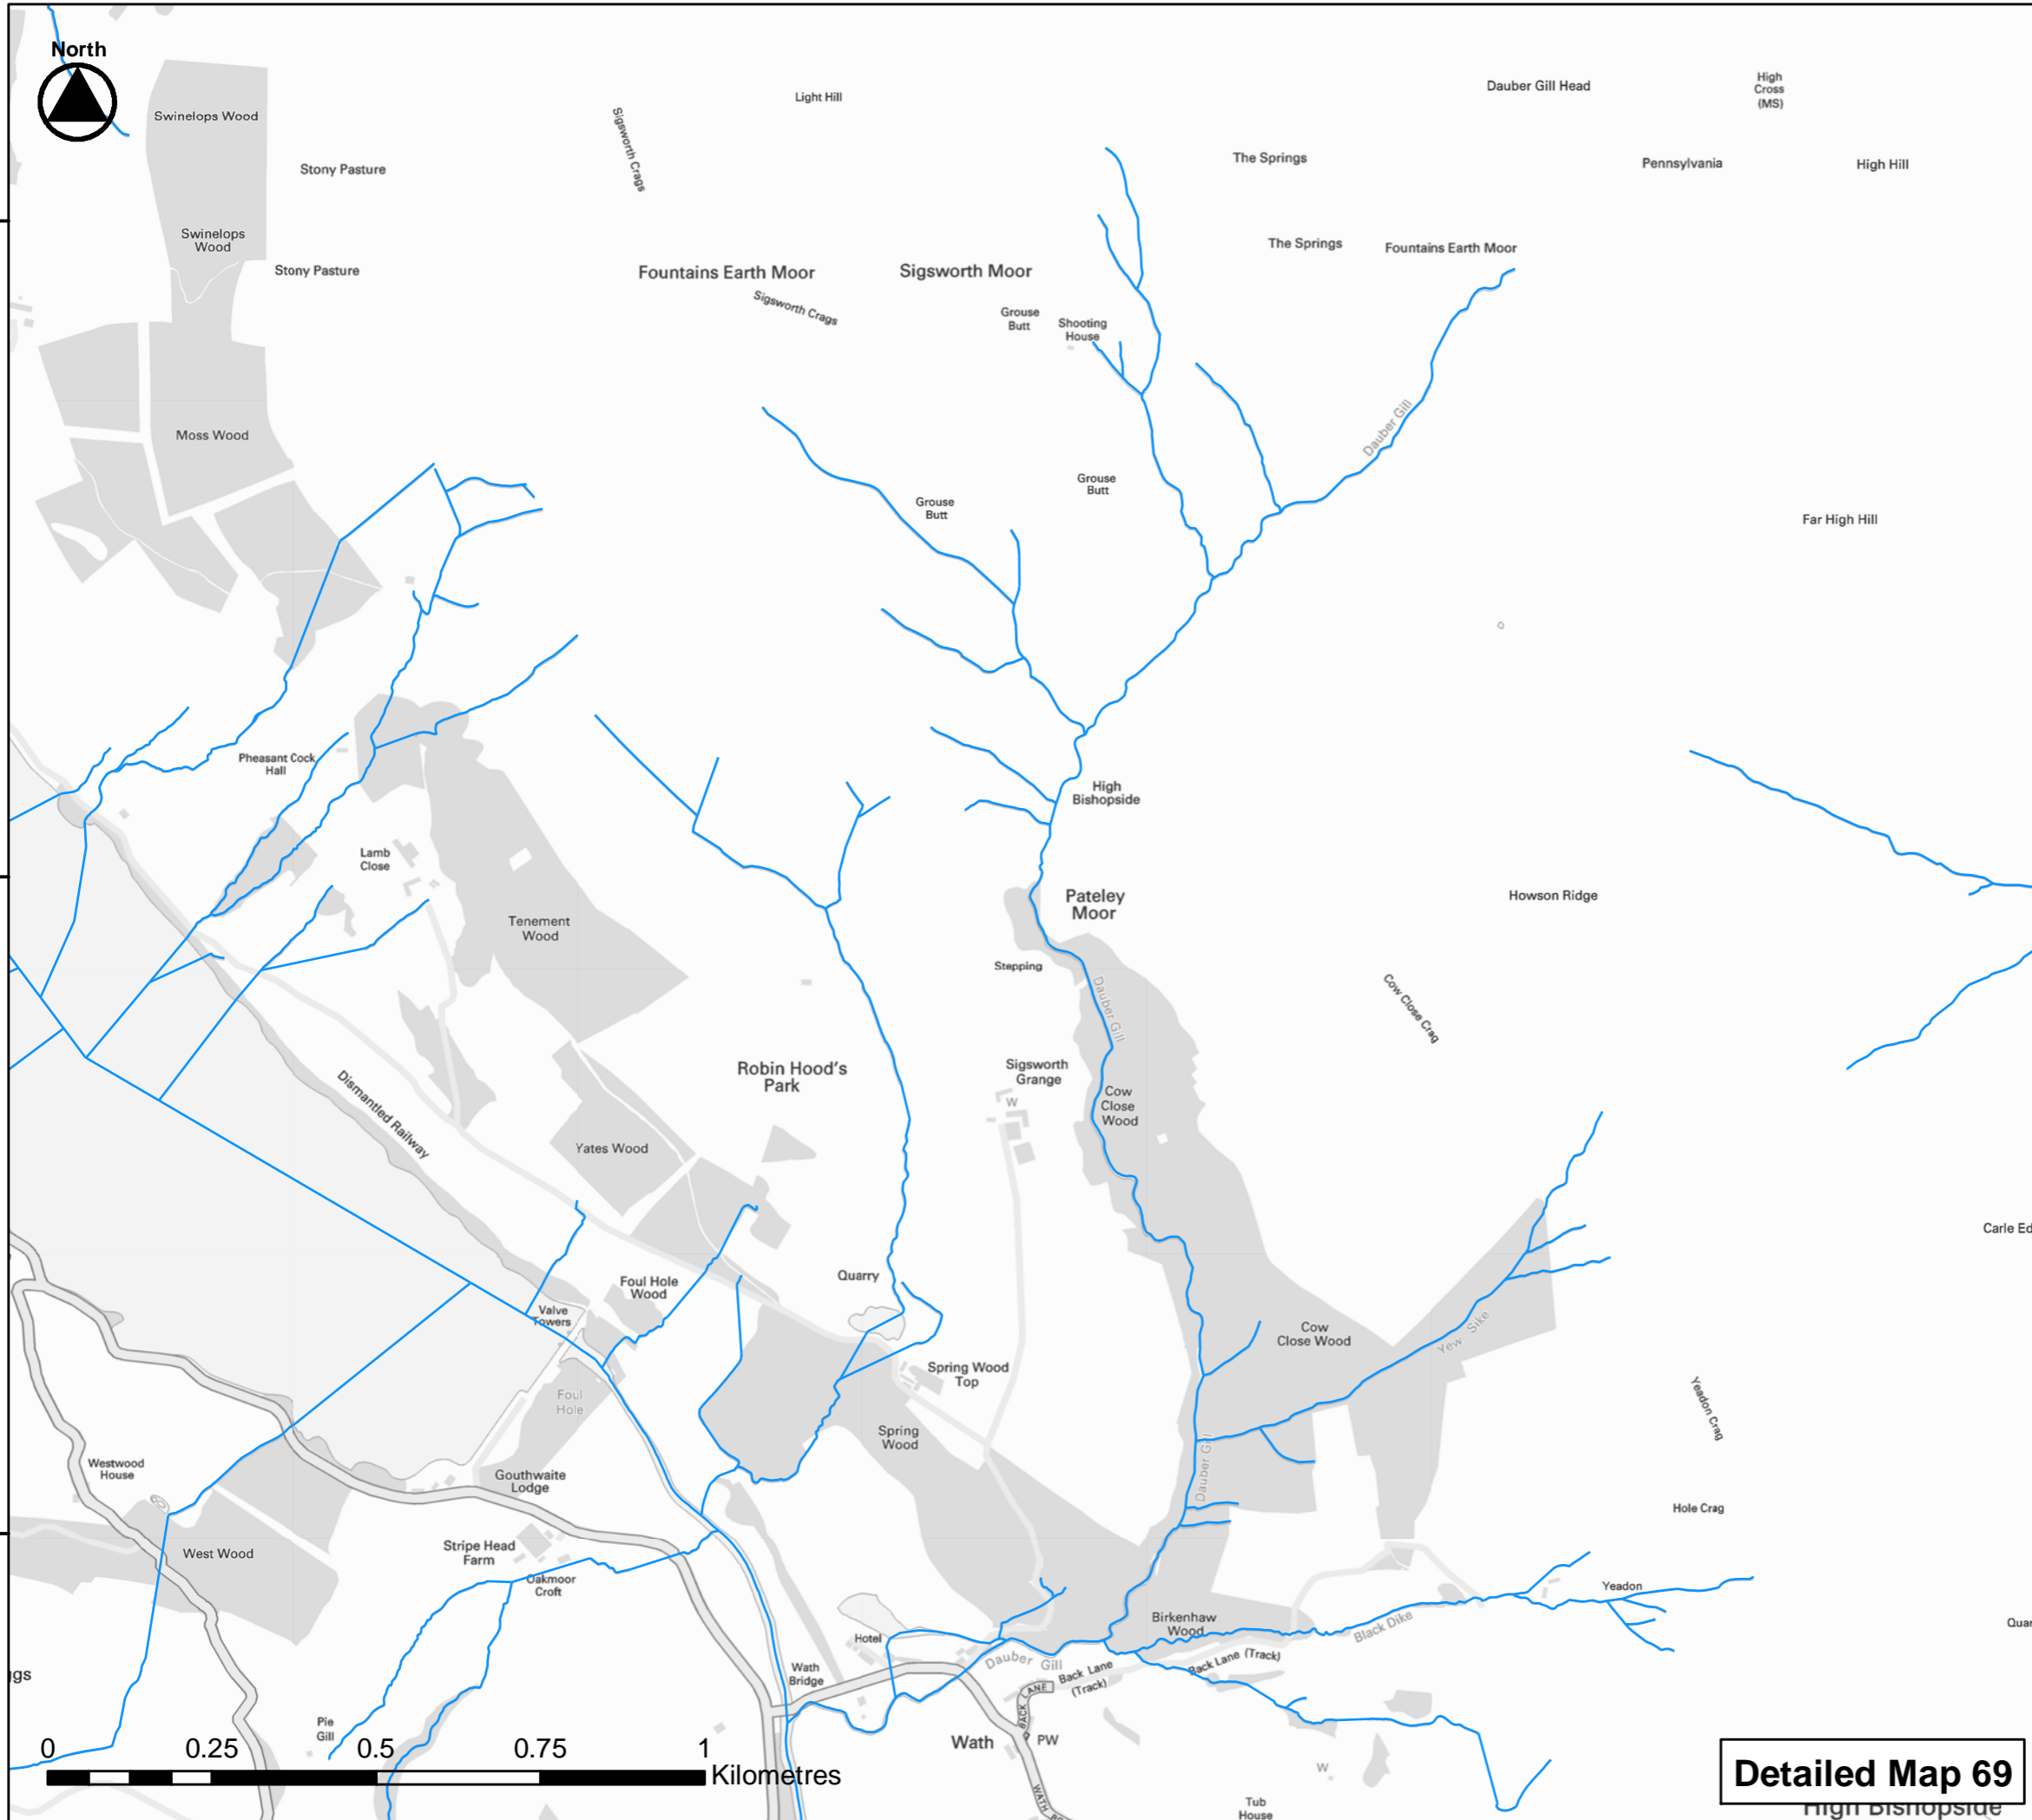 North
Swinelops Wood
Light Hill
Sigsworth Crags
Dauber Gill Head
High
Cross
(MS)
Stony Pasture
The Springs
Pennsylvania
High Hill
Swinelops
Wood
Stony Pasture
Fountains Earth Moor
Sigsworth Moor
The Springs
Fountains Earth Moor
Sigsworth Crags
Grouse
Butt
Shooting
House
Moss Wood
Dauber Gill
Grouse
Butt
Grouse
Butt
Far High Hill
Q
Pheasant Cock
Hall
High
Bishopside
Lamb
Close
Tenement
Wood
Pateley
Moor
Howson Ridge
Stepping
Dauber Gill
Cow Close Crag
Robin Hood's
Park
Sigsworth
Grange
W
Cow
Close
Wood
Dismantled Railway
Yates Wood
Carle Ed
Quarry
Foul Hole
Wood
Valve
Towers
Cow
Close Wood
Yew Sike
Spring Wood
Top
Foul
Hole
Yeadon Crag
Spring
Wood
Dauber Gill
Westwood
House
Gouthwaite
Lodge
Hole Crag
West Wood
Stripe Head
Farm
Oakmoor
Croft
Yeadon
Birkenhaw
Wood
Black Dike
Quar
Hotel
Dauber Gill
Back Lane
(Track)
Back Lane (Track)
ggs
Wath
Bridge
BACK LANE
Pie
Gill
Wath
PW
W
0
0.25
0.5
0.75
1
Kilometres
Detailed Map 69
High Bishopside
Tub
House